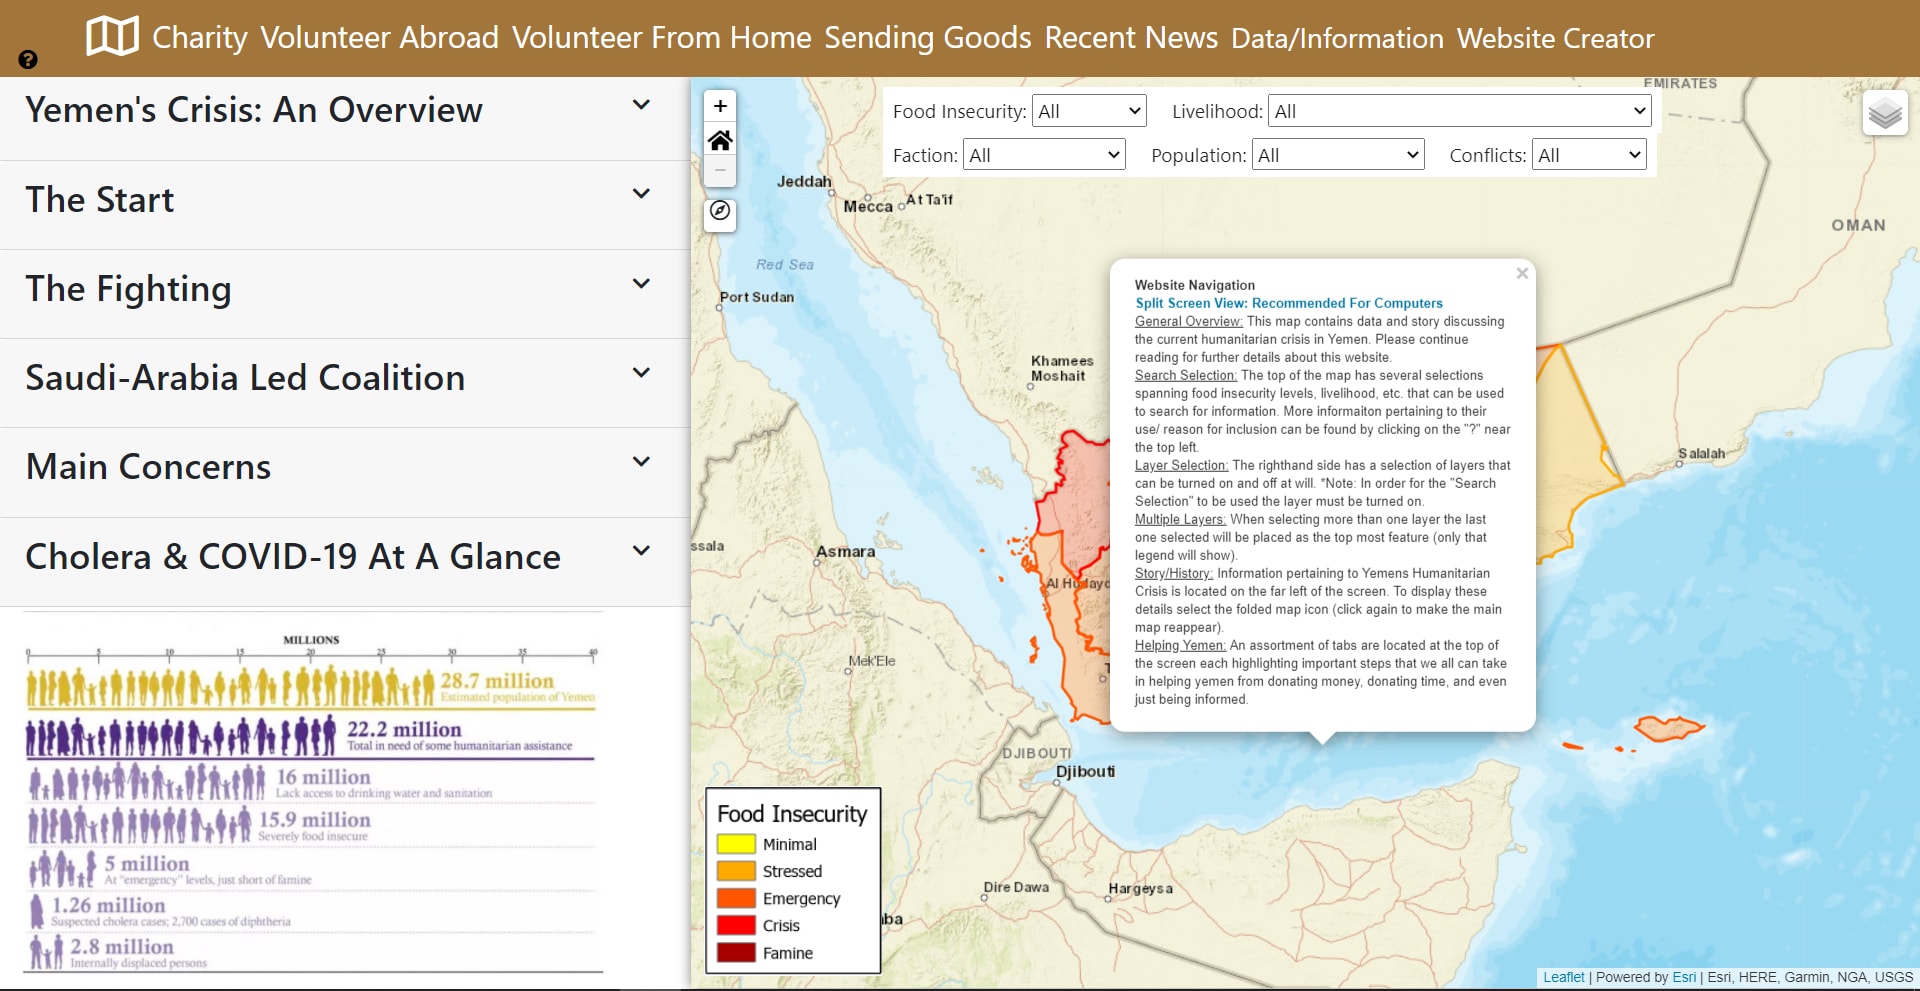 ?
Charity Volunteer Abroad Volunteer From Home Sending Goods Recent News Data/Information Website Creator
Yemen's Crisis: An Overview
The Start
The Fighting
Saudi-Arabia Led Coalition
Main Concerns
Cholera & COVID-19 At A Glance
MILLIONS
0 5 10 15 20 25 30 35 40
28.7 million
Estimated population of Yemen
22.2 million
Total in need of some humanitarian assistance
16 million
Lack access to drinking water and sanitation
15.9 million
Severely food insecure
5 million
At "emergency" levels, just short of famine
1.26 million
Suspected cholera cases; 2,700 cases of diphtheria
2.8 million
Internally displaced persons
+
−
Food Insecurity: All Livelihood: All
Faction: All Population: All Conflicts: All
EMIRATES
Jeddah
Mecca
At Ta'if
OMAN
Red Sea
Port Sudan
Khamees
Moshait
Salalah
ssala
Asmara
Al Hudayd
Mek'Ele
T
DJIBOUTI
Djibouti
Dire Dawa
Hargeysa
ba
×
Website Navigation
Split Screen View: Recommended For Computers
General Overview: This map contains data and story discussing
the current humanitarian crisis in Yemen. Please continue
reading for further details about this website.
Search Selection: The top of the map has several selections
spanning food insecurity levels, livelihood, etc. that can be used
to search for information. More informaiton pertaining to their
use/ reason for inclusion can be found by clicking on the "?" near
the top left.
Layer Selection: The righthand side has a selection of layers that
can be turned on and off at will. *Note: In order for the "Search
Selection" to be used the layer must be turned on.
Multiple Layers: When selecting more than one layer the last
one selected will be placed as the top most feature (only that
legend will show).
Story/History: Information pertaining to Yemens Humanitarian
Crisis is located on the far left of the screen. To display these
details select the folded map icon (click again to make the main
map reappear).
Helping Yemen: An assortment of tabs are located at the top of
the screen each highlighting important steps that we all can take
in helping yemen from donating money, donating time, and even
just being informed.
Food Insecurity
Minimal
Stressed
Emergency
Crisis
Famine
Leaflet | Powered by Esri | Esri, HERE, Garmin, NGA, USGS